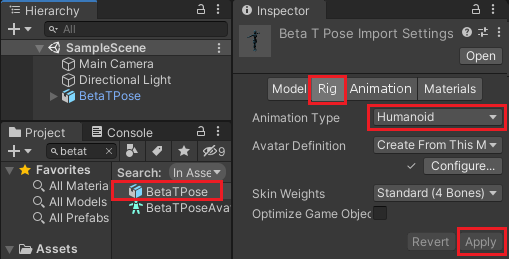 Hierarchy
All
SampleScene
Main Camera
Directional Light
BetaTPose
Project
Console
betat
9
Favorites
All Materia
All Models
All Prefabs
Assets
Search:
In Asse
BetaTPose
BetaTPoseAva
Inspector
Beta T Pose Import Settings
Open
Model
Rig
Animation
Materials
Animation Type
Humanoid
Avatar Definition
Create From This M
Configure...
Skin Weights
Standard (4 Bones)
Optimize Game Objec
Revert
Apply